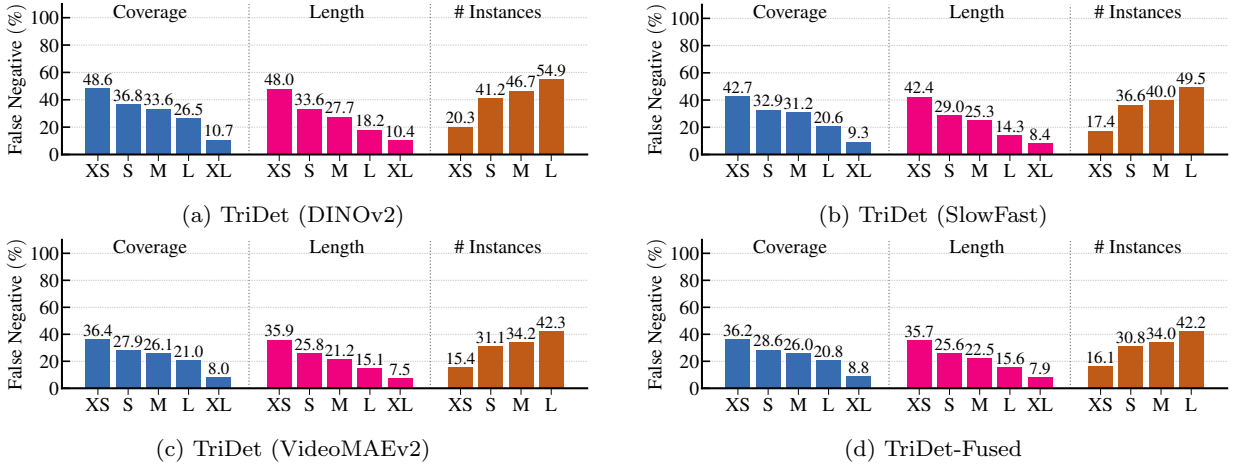 Coverage Length # Instances
False Negative (%)
100
80
60
40
20
0
48.6 36.8 33.6 26.5 10.7 48.0 33.6 27.7 18.2 10.4 20.3 41.2 46.7 54.9
XS S M L XL XS S M L XL XS S M L
(a) TriDet (DINOv2)
Coverage Length # Instances
False Negative (%)
100
80
60
40
20
0
42.7 32.9 31.2 20.6 9.3 42.4 29.0 25.3 14.3 8.4 17.4 36.6 40.0 49.5
XS S M L XL XS S M L XL XS S M L
(b) TriDet (SlowFast)
Coverage Length # Instances
False Negative (%)
100
80
60
40
20
0
36.4 27.9 26.1 21.0 8.0 35.9 25.8 21.2 15.1 7.5 15.4 31.1 34.2 42.3
XS S M L XL XS S M L XL XS S M L
(c) TriDet (VideoMAEv2)
Coverage Length # Instances
False Negative (%)
100
80
60
40
20
0
36.2 28.6 26.0 20.8 8.8 35.7 25.6 22.5 15.6 7.9 16.1 30.8 34.0 42.2
XS S M L XL XS S M L XL XS S M L
(d) TriDet-Fused